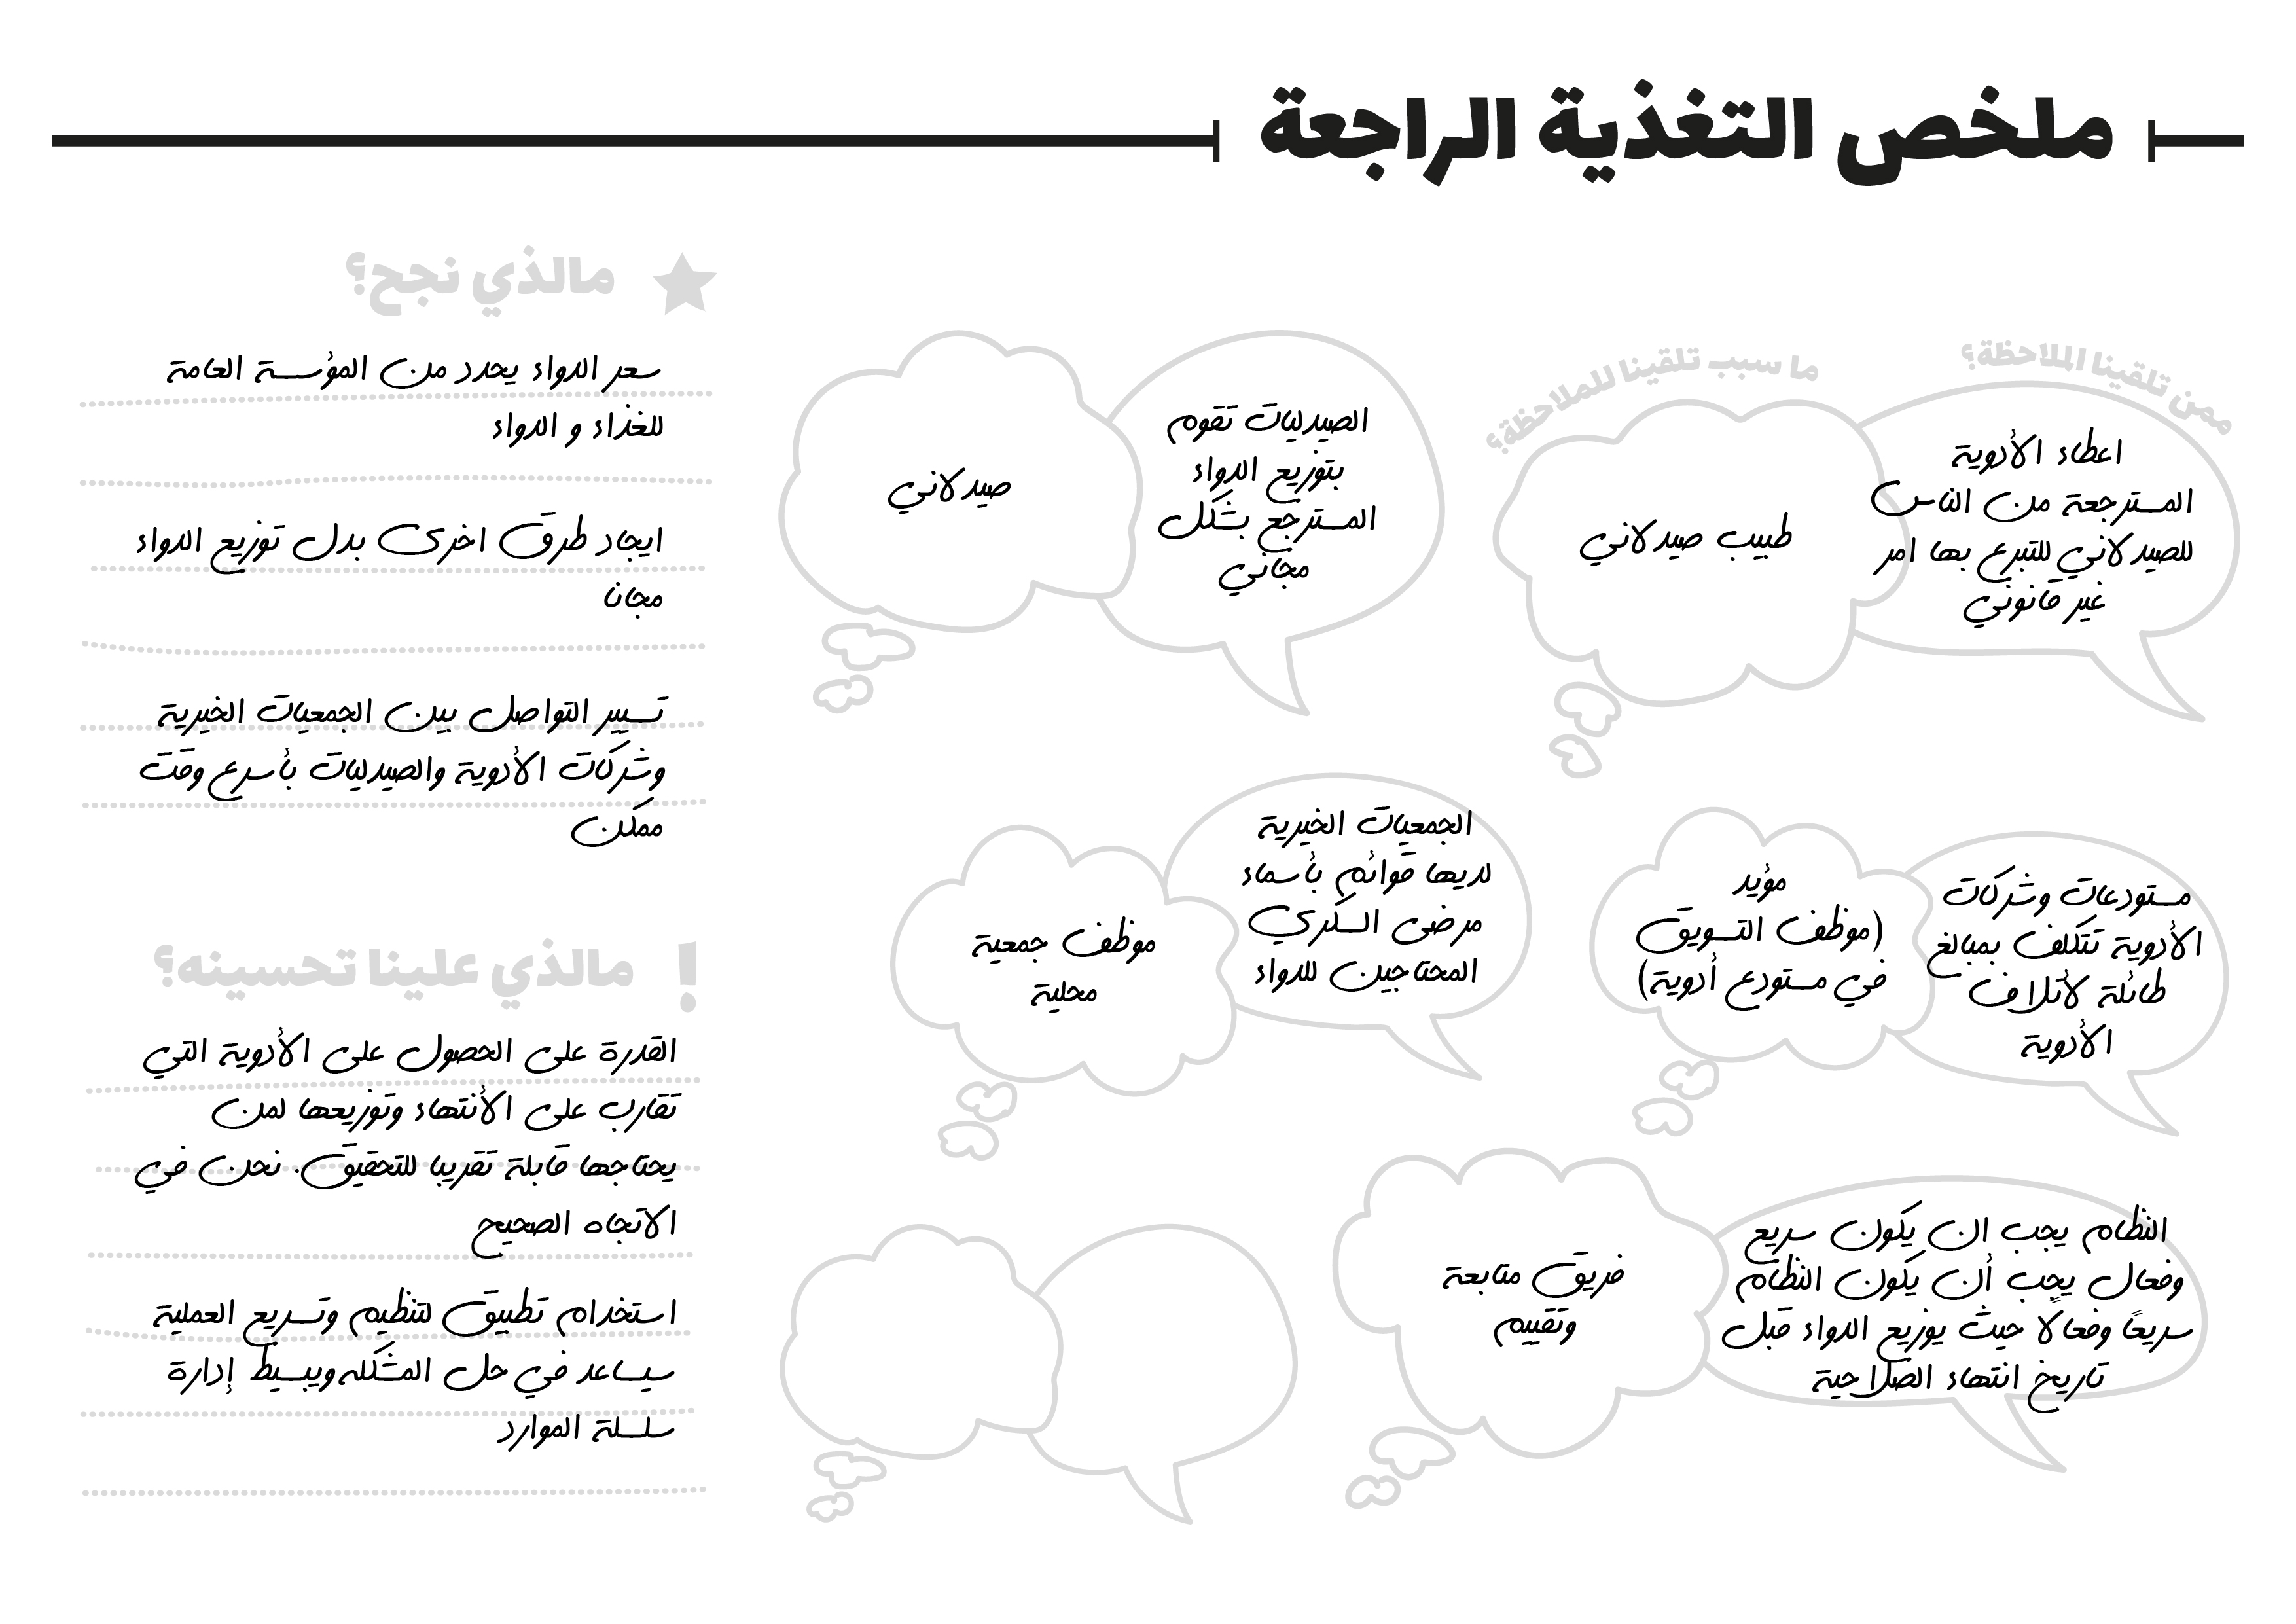 ملخص التغذية الراجعة
ممن تلقينا الملاحظة؟
ما سبب تلقينا للملاحظة؟
اعطاء الأدوية
المسترجعة من الناس
للصيدلاني للتبرع بها امر
غير قانوني
طبيب صيدلاني
الصيدليات تقوم
بتوزيع الدواء
المسترجع بشكل
مجاني
صيدلاني
مستودعات وشركات
الأدوية تتكلف بمبالغ
طائلة لأتلاف
الأدوية
مؤيد
(موظف التسويق
في مستودع أدوية)
الجمعيات الخيرية
لديها قوائم بأسماء
مرضى السكري
المحتاجين للدواء
موظف جمعية
محلية
النظام يجب ان يكون سريع
وفعال يجب أن يكون النظام
سريعًا وفعالًا حيث يوزيع الدواء قبل
تاريخ انتهاء الصلاحية
فريق متابعة
وتقييم
مالذي نجح؟
سعر الدواء يحدد من المؤسسة العامة
للغذاء و الدواء
ايجاد طرق اخرى بدل توزيع الدواء
مجانا
تسيير التواصل بين الجمعيات الخيرية
وشركات الأدوية والصيدليات بأسرع وقت
ممكن
مالذي علينا تحسينه؟
!
القدرة على الحصول على الأدوية التي
تقارب على الأنتهاء وتوزيعها لمن
يحتاجها قابلة تقريبا للتحقيق. نحن في
الاتجاه الصحيح
استخدام تطبيق لتنظيم وتسريع العملية
سيساعد في حل المشكله ويبسيط إدارة
سلسلة الموارد